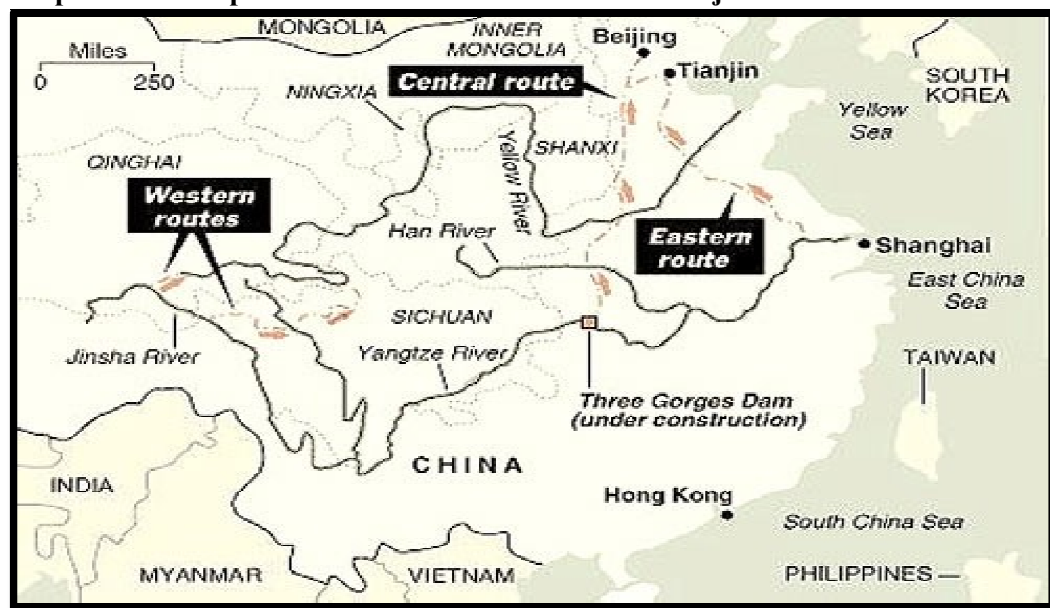 MONGOLIA
INNER
MONGOLIA
Beijing
Miles
0 250
Tianjin
SOUTH
KOREA
Central route
NINGXIA
Yellow
Sea
SHANXI
QINGHAI
Yellow River
Western
routes
Han River
Eastern
route
Shanghai
East China
Sea
SICHUAN
Jinsha River
Yangtze River
TAIWAN
Three Gorges Dam
(under construction)
CHINA
INDIA
Hong Kong
South China Sea
MYANMAR
VIETNAM
PHILIPPINES